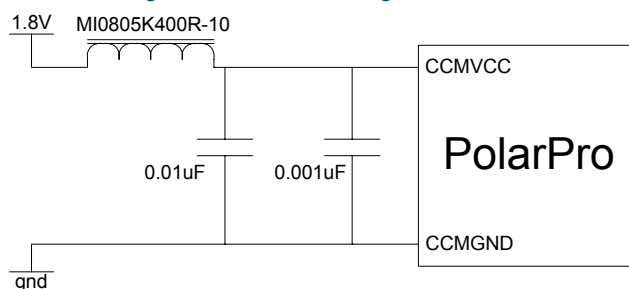 1.8V
MI0805K400R-10
CCMVCC
0.01uF
0.001uF
PolarPro
CCMGND
gnd